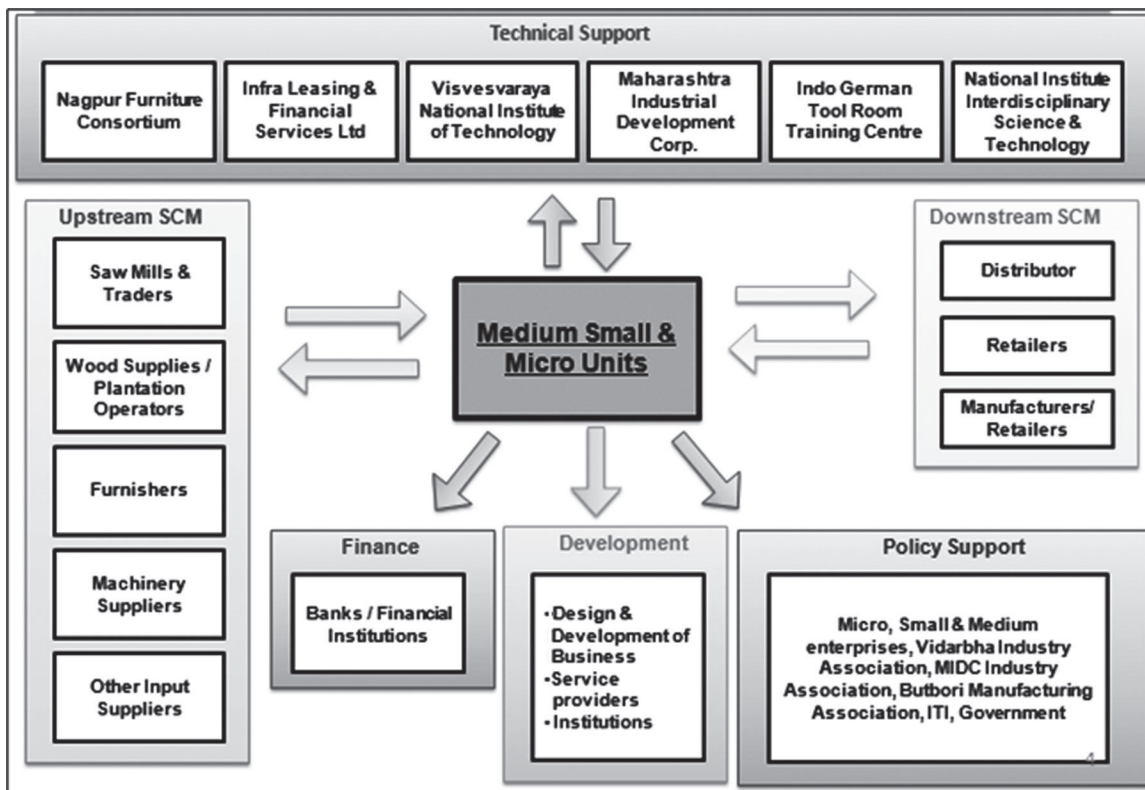 Technical Support
Nagpur Furniture
Consortium
Infra Leasing &
Financial
Services Ltd
Visvesvaraya
National Institute
of Technology
Maharashtra
Industrial
Development
Corp.
Indo German
Tool Room
Training Centre
National Institute
Interdisciplinary
Science &
Technology
Upstream SCM
Saw Mills &
Traders
Wood Supplies /
Plantation
Operators
Furnishers
Machinery
Suppliers
Other Input
Suppliers
Medium Small &
Micro Units
Downstream SCM
Distributor
Retailers
Manufacturers/
Retailers
Finance
Banks / Financial
Institutions
Development
•Design &
Development of
Business
•Service
providers
•Institutions
Policy Support
Micro, Small & Medium
enterprises, Vidarbha Industry
Association, MIDC Industry
Association, Butbori Manufacturing
Association, ITI, Government
4